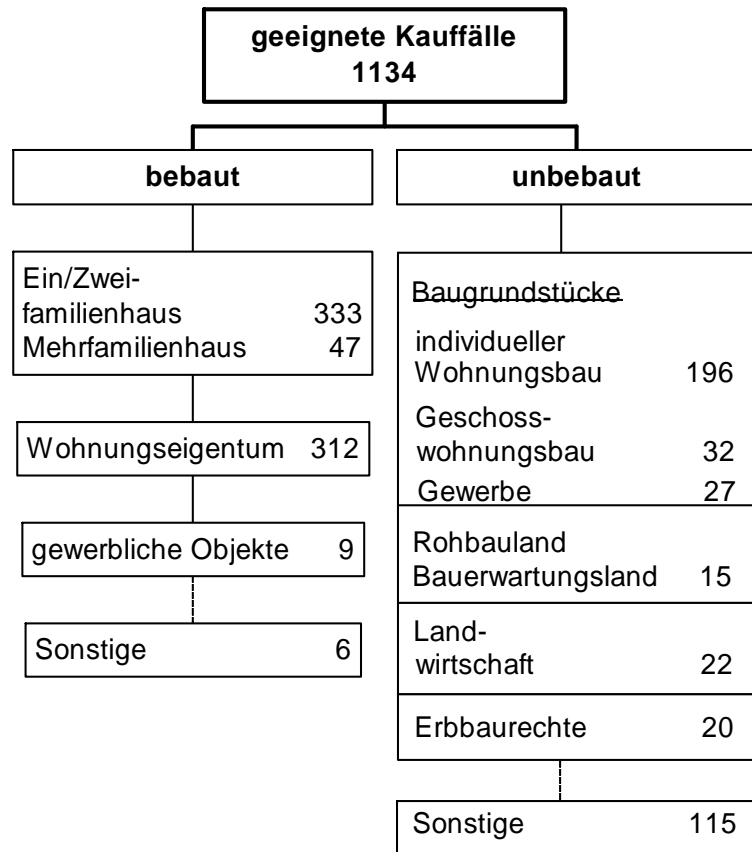 geeignete Kauffälle
1134
bebaut
Ein/Zwei-
familienhaus 333
Mehrfamilienhaus 47
Wohnungseigentum 312
gewerbliche Objekte 9
Sonstige 6
unbebaut
Baugrundstücke
individueller
Wohnungsbau 196
Geschoss-
wohnungsbau 32
Gewerbe 27
Rohbauland
Bauerwartungsland 15
Land-
wirtschaft 22
Erbbaurechte 20
Sonstige 115